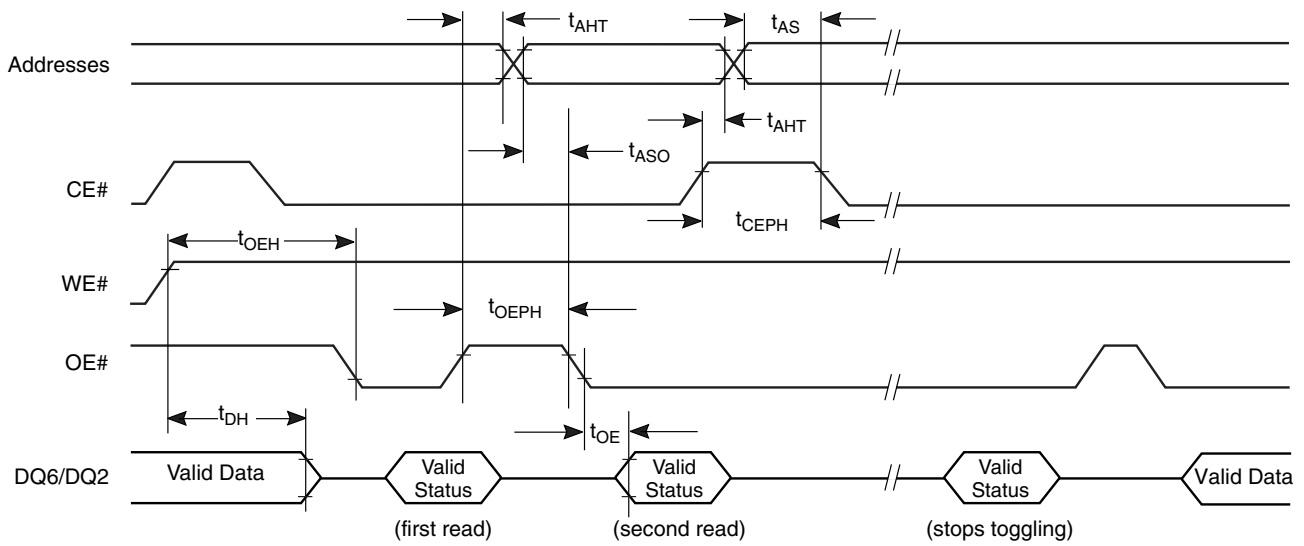 tAHT
tAS
Addresses
tAHT
tASO
CE#
tCEPH
tOEH
WE#
tOEPH
OE#
tDH
tOE
DQ6/DQ2
Valid Data
Valid
Status
Valid
Status
Valid
Status
Valid Data
(first read)
(second read)
(stops toggling)